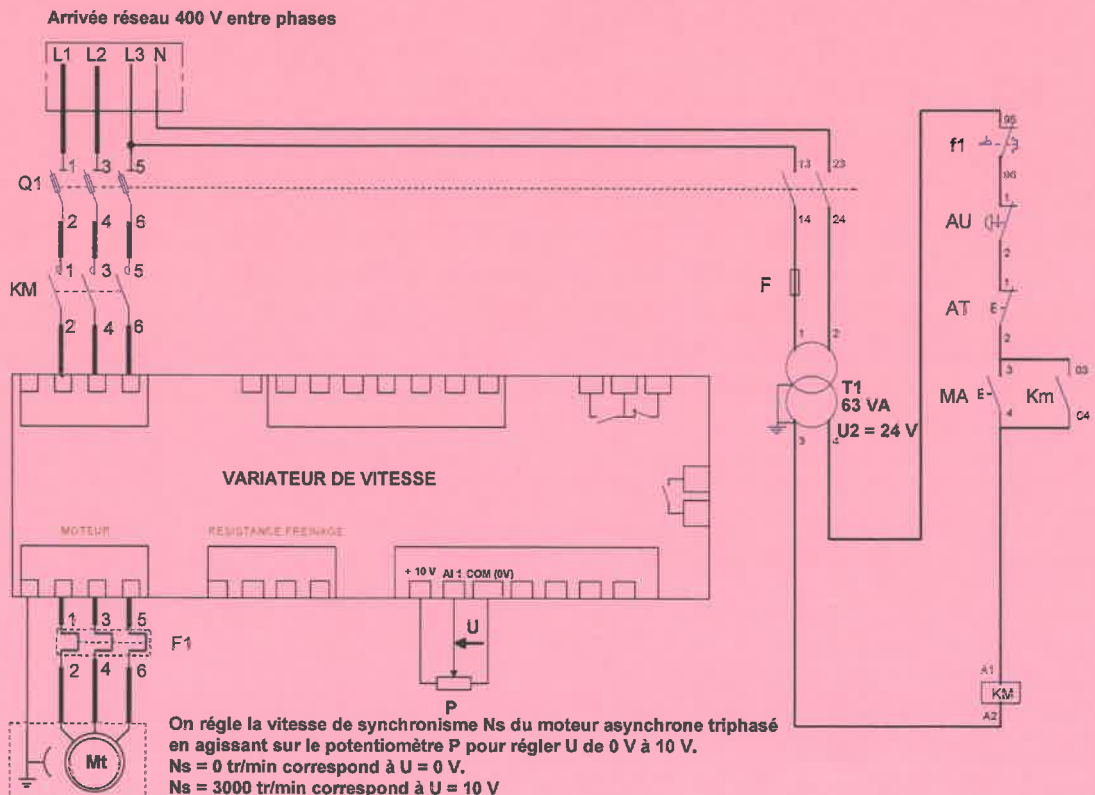 Arrivée réseau 400 V entre phases
L1 L2 L3 N
1 3 5
Q1
2 4 6
1 3 5
KM
2 4 6
13 23
14 24
F
1 2
T1
63 VA
U2 = 24 V
3 4
95
f1
96
1
AU
2
1
AT
E
2
3 03
MA E Km
4 04
VARIATEUR DE VITESSE
MOTEUR
RESISTANCE FREINAGE
+ 10 V AI 1 COM (0V)
1 3 5
F1
2 4 6
U
P
A1
KM
A2
Mt
On régle la vitesse de synchronisme Ns du moteur asynchrone triphasé
en agissant sur le potentiomètre P pour régler U de 0 V à 10 V.
Ns = 0 tr/min correspond à U = 0 V.
Ns = 3000 tr/min correspond à U = 10 V